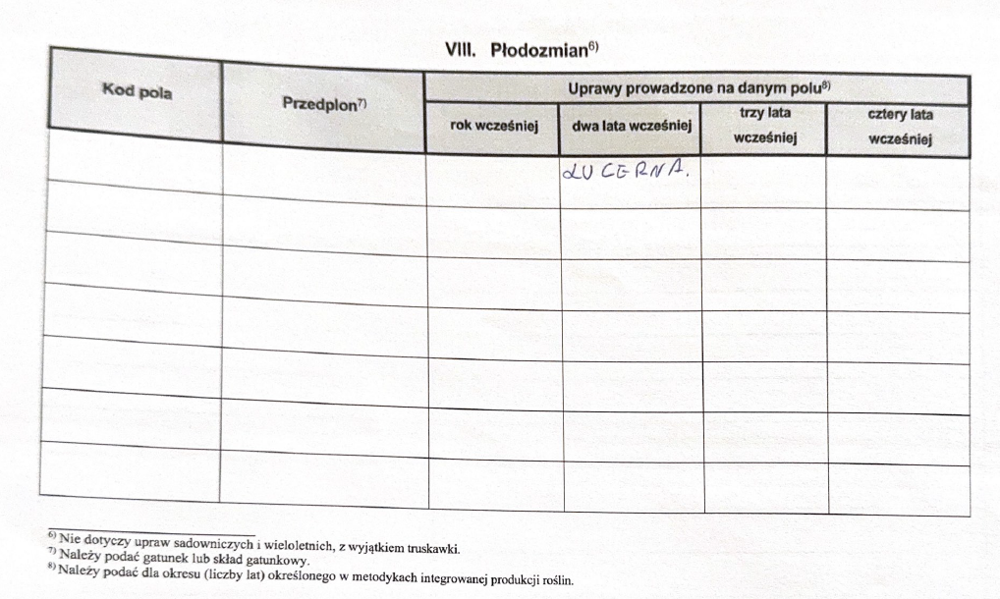 VIII. Płodozmian⁶⁾
Kod pola
Przedplon⁷⁾
Uprawy prowadzone na danym polu⁸⁾
rok wcześniej
dwa lata wcześniej
trzy lata
wcześniej
cztery lata
wcześniej
LUCERNA.
⁶⁾ Nie dotyczy upraw sadowniczych i wieloletnich, z wyjątkiem truskawki.
⁷⁾ Należy podać gatunek lub skład gatunkowy.
⁸⁾ Należy podać dla okresu (liczby lat) określonego w metodykach integrowanej produkcji roślin.